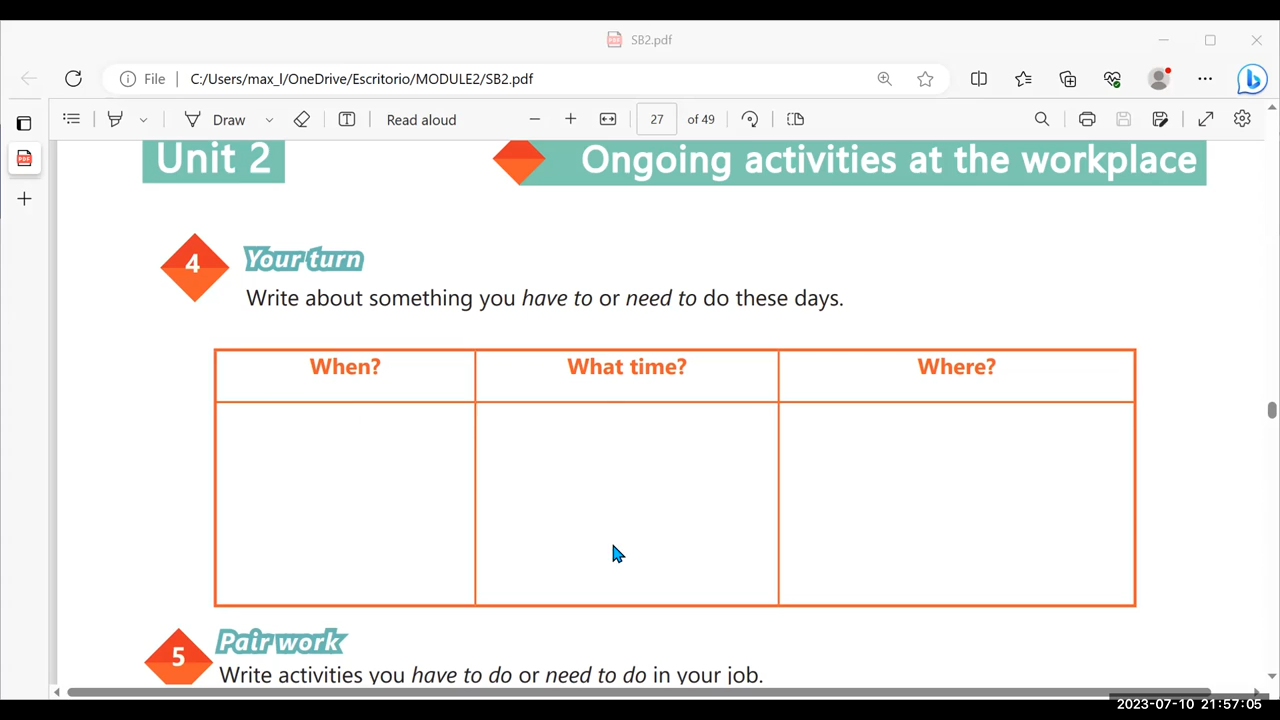 SB2.pdf
File
C:/Users/max_l/OneDrive/Escritorio/MODULE2/SB2.pdf
Draw
Read aloud
27 of 49
Unit 2
Ongoing activities at the workplace
4 Your turn
Write about something you have to or need to do these days.
When? What time? Where?
5 Pair work
Write activities you have to do or need to do in your job.
2023-07-10 21:57:05